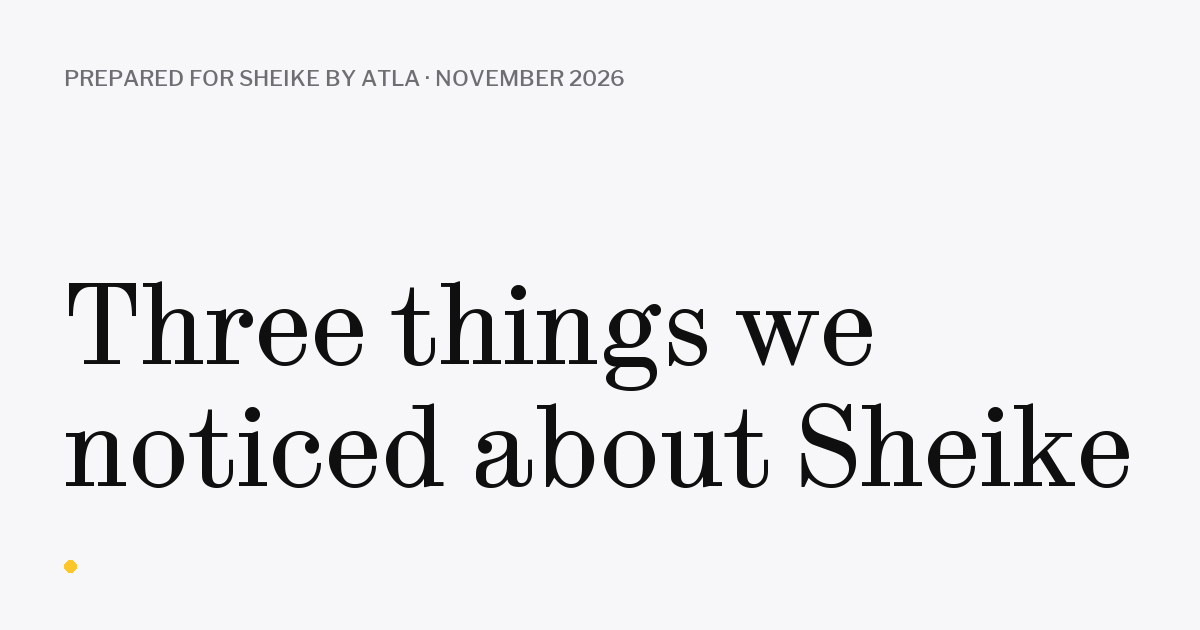 PREPARED FOR SHEIKE BY ATLA · NOVEMBER 2026
Three things we
noticed about Sheike